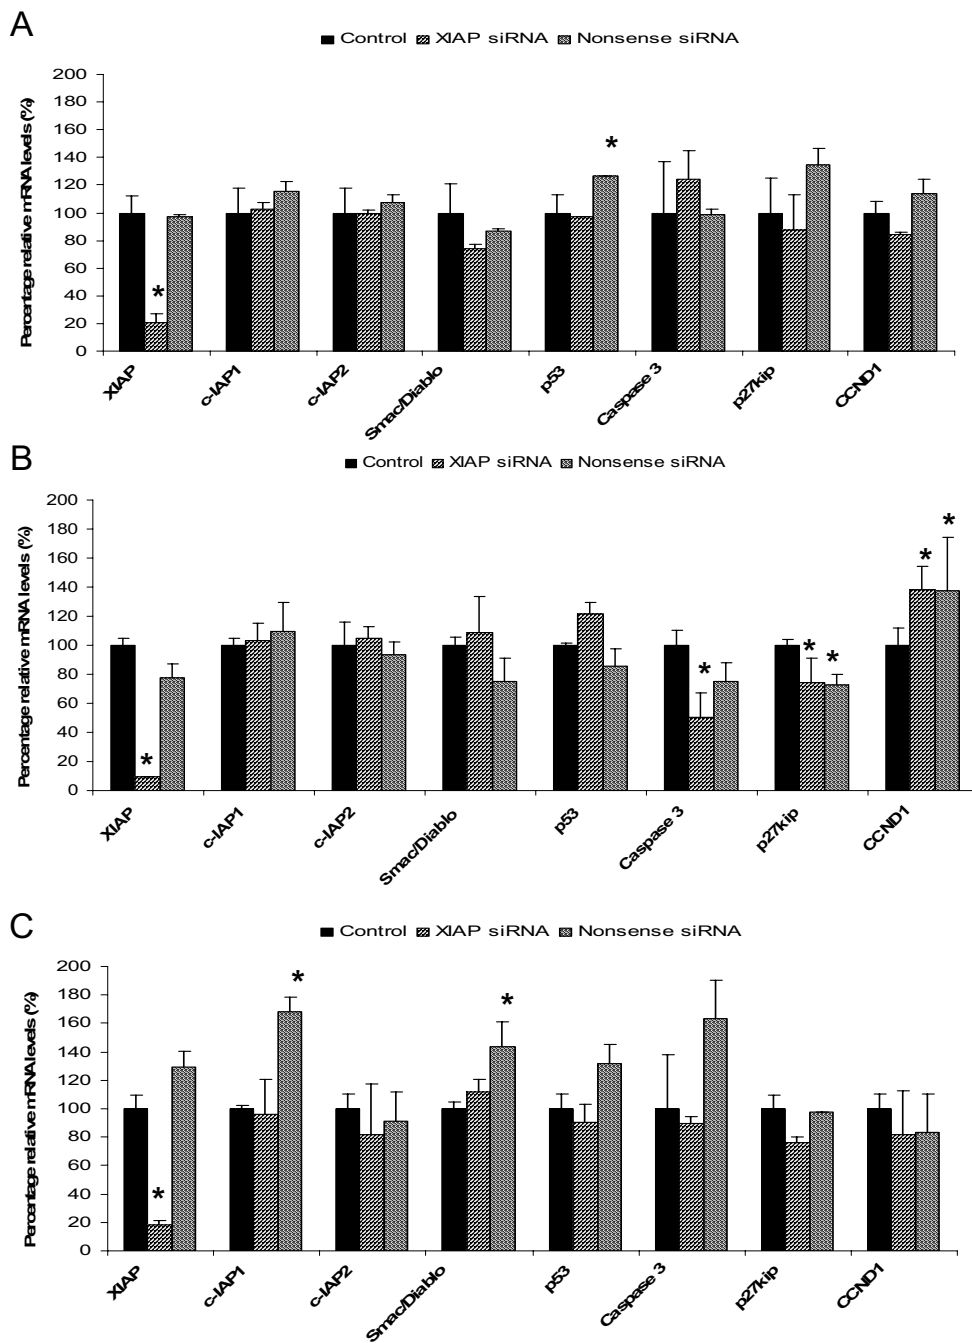 A
Control XIAP siRNA Nonsense siRNA
Percentage relative mRNA levels (%)
200
180
160
140
120
100
80
60
40
20
0
*
*
XIAP
c-IAP1
c-IAP2
Smac/Diablo
p53
Caspase 3
p27kip
CCND1
B
Control XIAP siRNA Nonsense siRNA
Percentage relative mRNA levels (%)
200
180
160
140
120
100
80
60
40
20
0
*
*
*
*
*
*
XIAP
c-IAP1
c-IAP2
Smac/Diablo
p53
Caspase 3
p27kip
CCND1
C
Control XIAP siRNA Nonsense siRNA
Percentage relative mRNA levels (%)
200
180
160
140
120
100
80
60
40
20
0
*
*
*
XIAP
c-IAP1
c-IAP2
Smac/Diablo
p53
Caspase 3
p27kip
CCND1